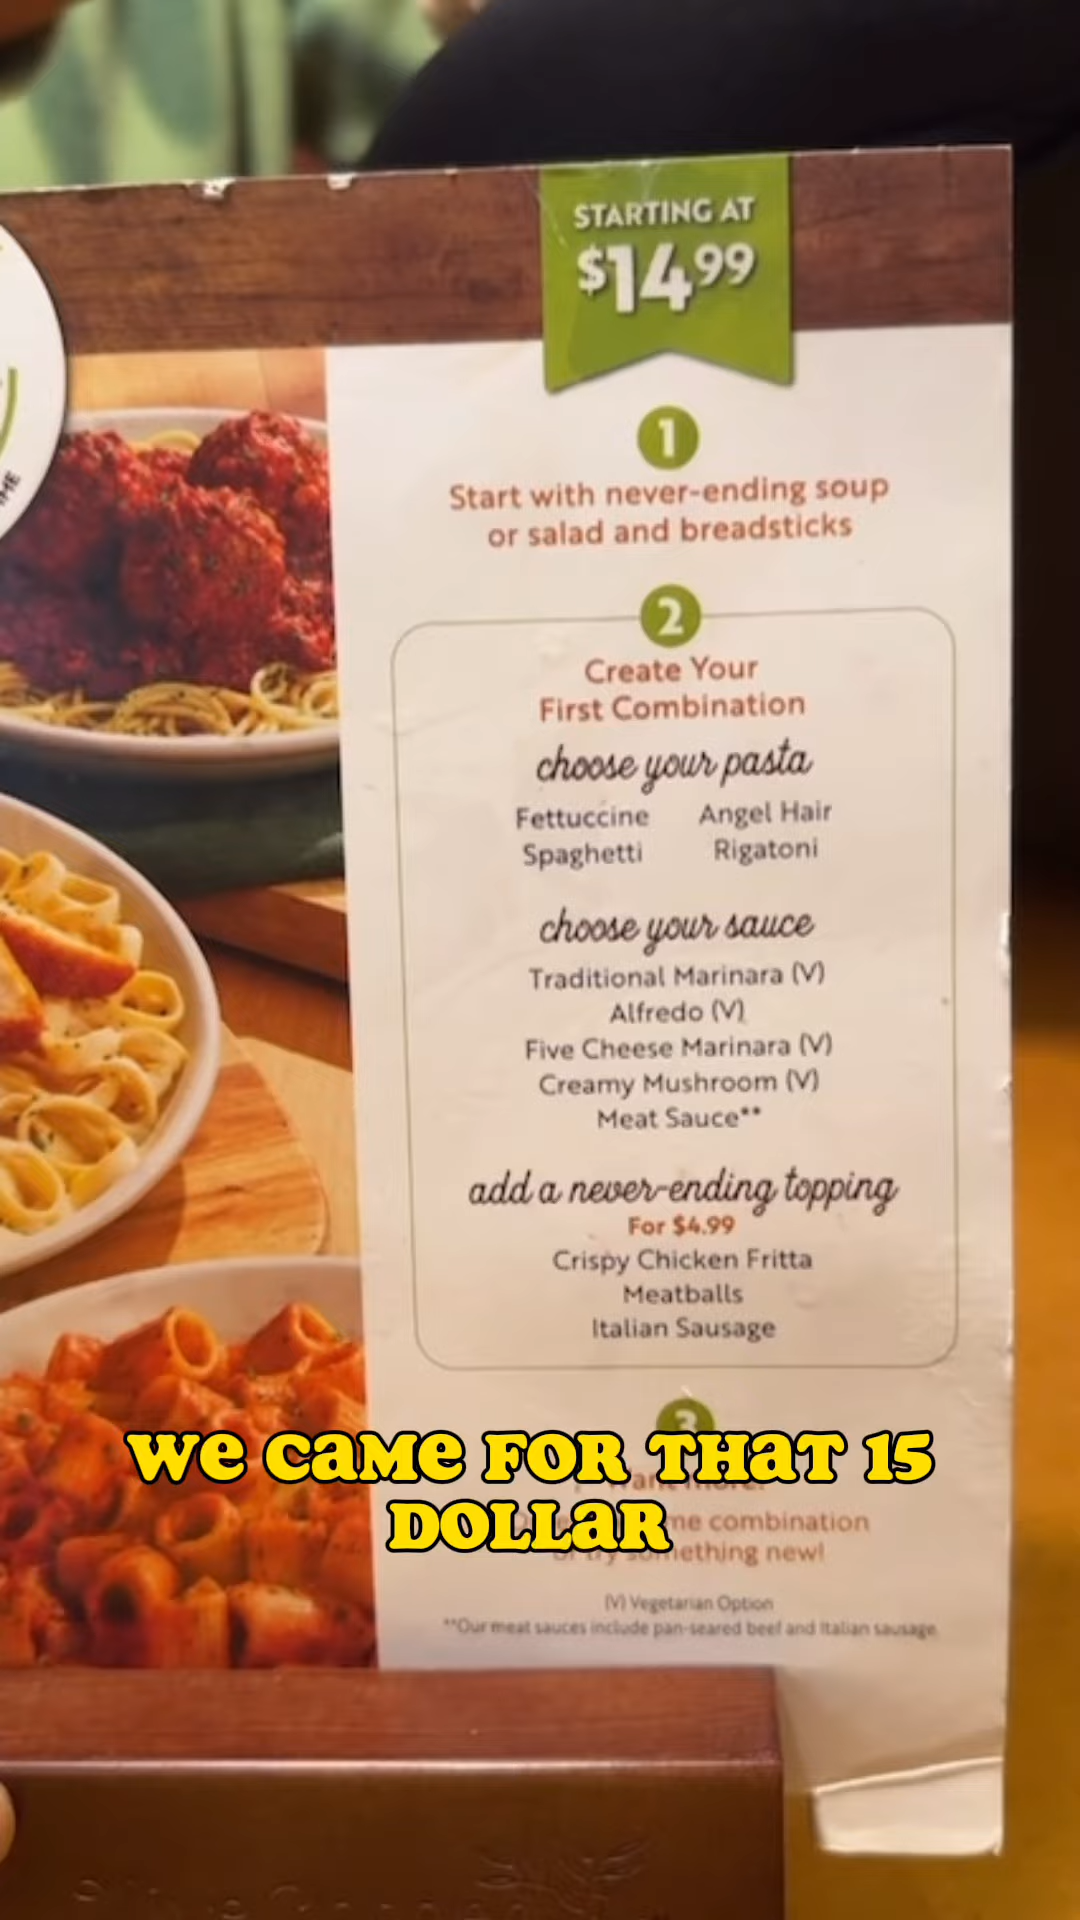 STARTING AT
$14.99
1
Start with never-ending soup
or salad and breadsticks
2
Create Your
First Combination
choose your pasta
Fettuccine Angel Hair
Spaghetti Rigatoni
choose your sauce
Traditional Marinara (V)
Alfredo (V)
Five Cheese Marinara (V)
Creamy Mushroom (V)
Meat Sauce**
add a never-ending topping
For $4.99
Crispy Chicken Fritta
Meatballs
Italian Sausage
3
WE CAME FOR THAT 15
DOLLAR
combination
or try something new!
(V) Vegetarian Option
**Our meat sauces include pan-seared beef and Italian sausage.